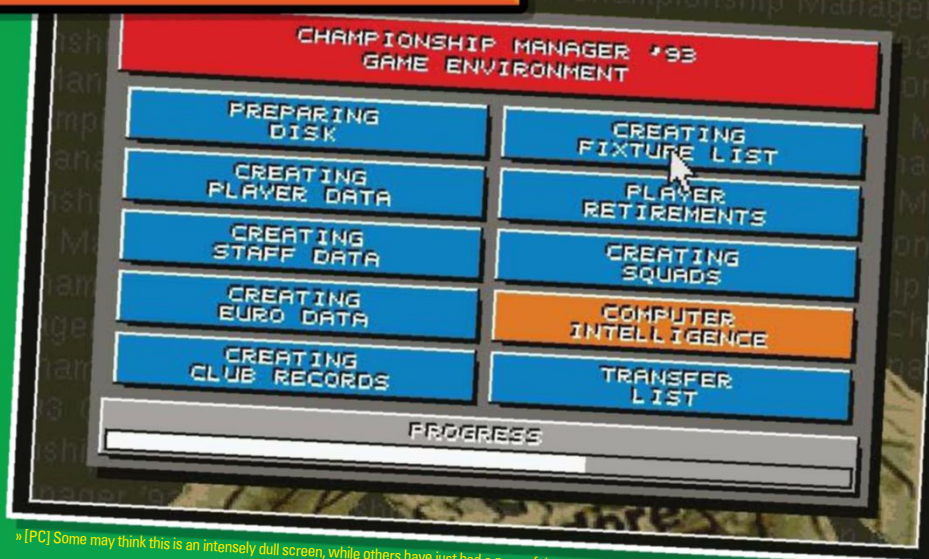 CHAMPIONSHIP MANAGER '93
GAME ENVIRONMENT
PREPARING
DISK
CREATING
PLAYER DATA
CREATING
STAFF DATA
CREATING
EURO DATA
CREATING
CLUB RECORDS
CREATING
FIXTURE LIST
PLAYER
RETIREMENTS
CREATING
SQUADS
COMPUTER
INTELLIGENCE
TRANSFER
LIST
PROGRESS
» [PC] Some may think this is an intensely dull screen, while others have just had